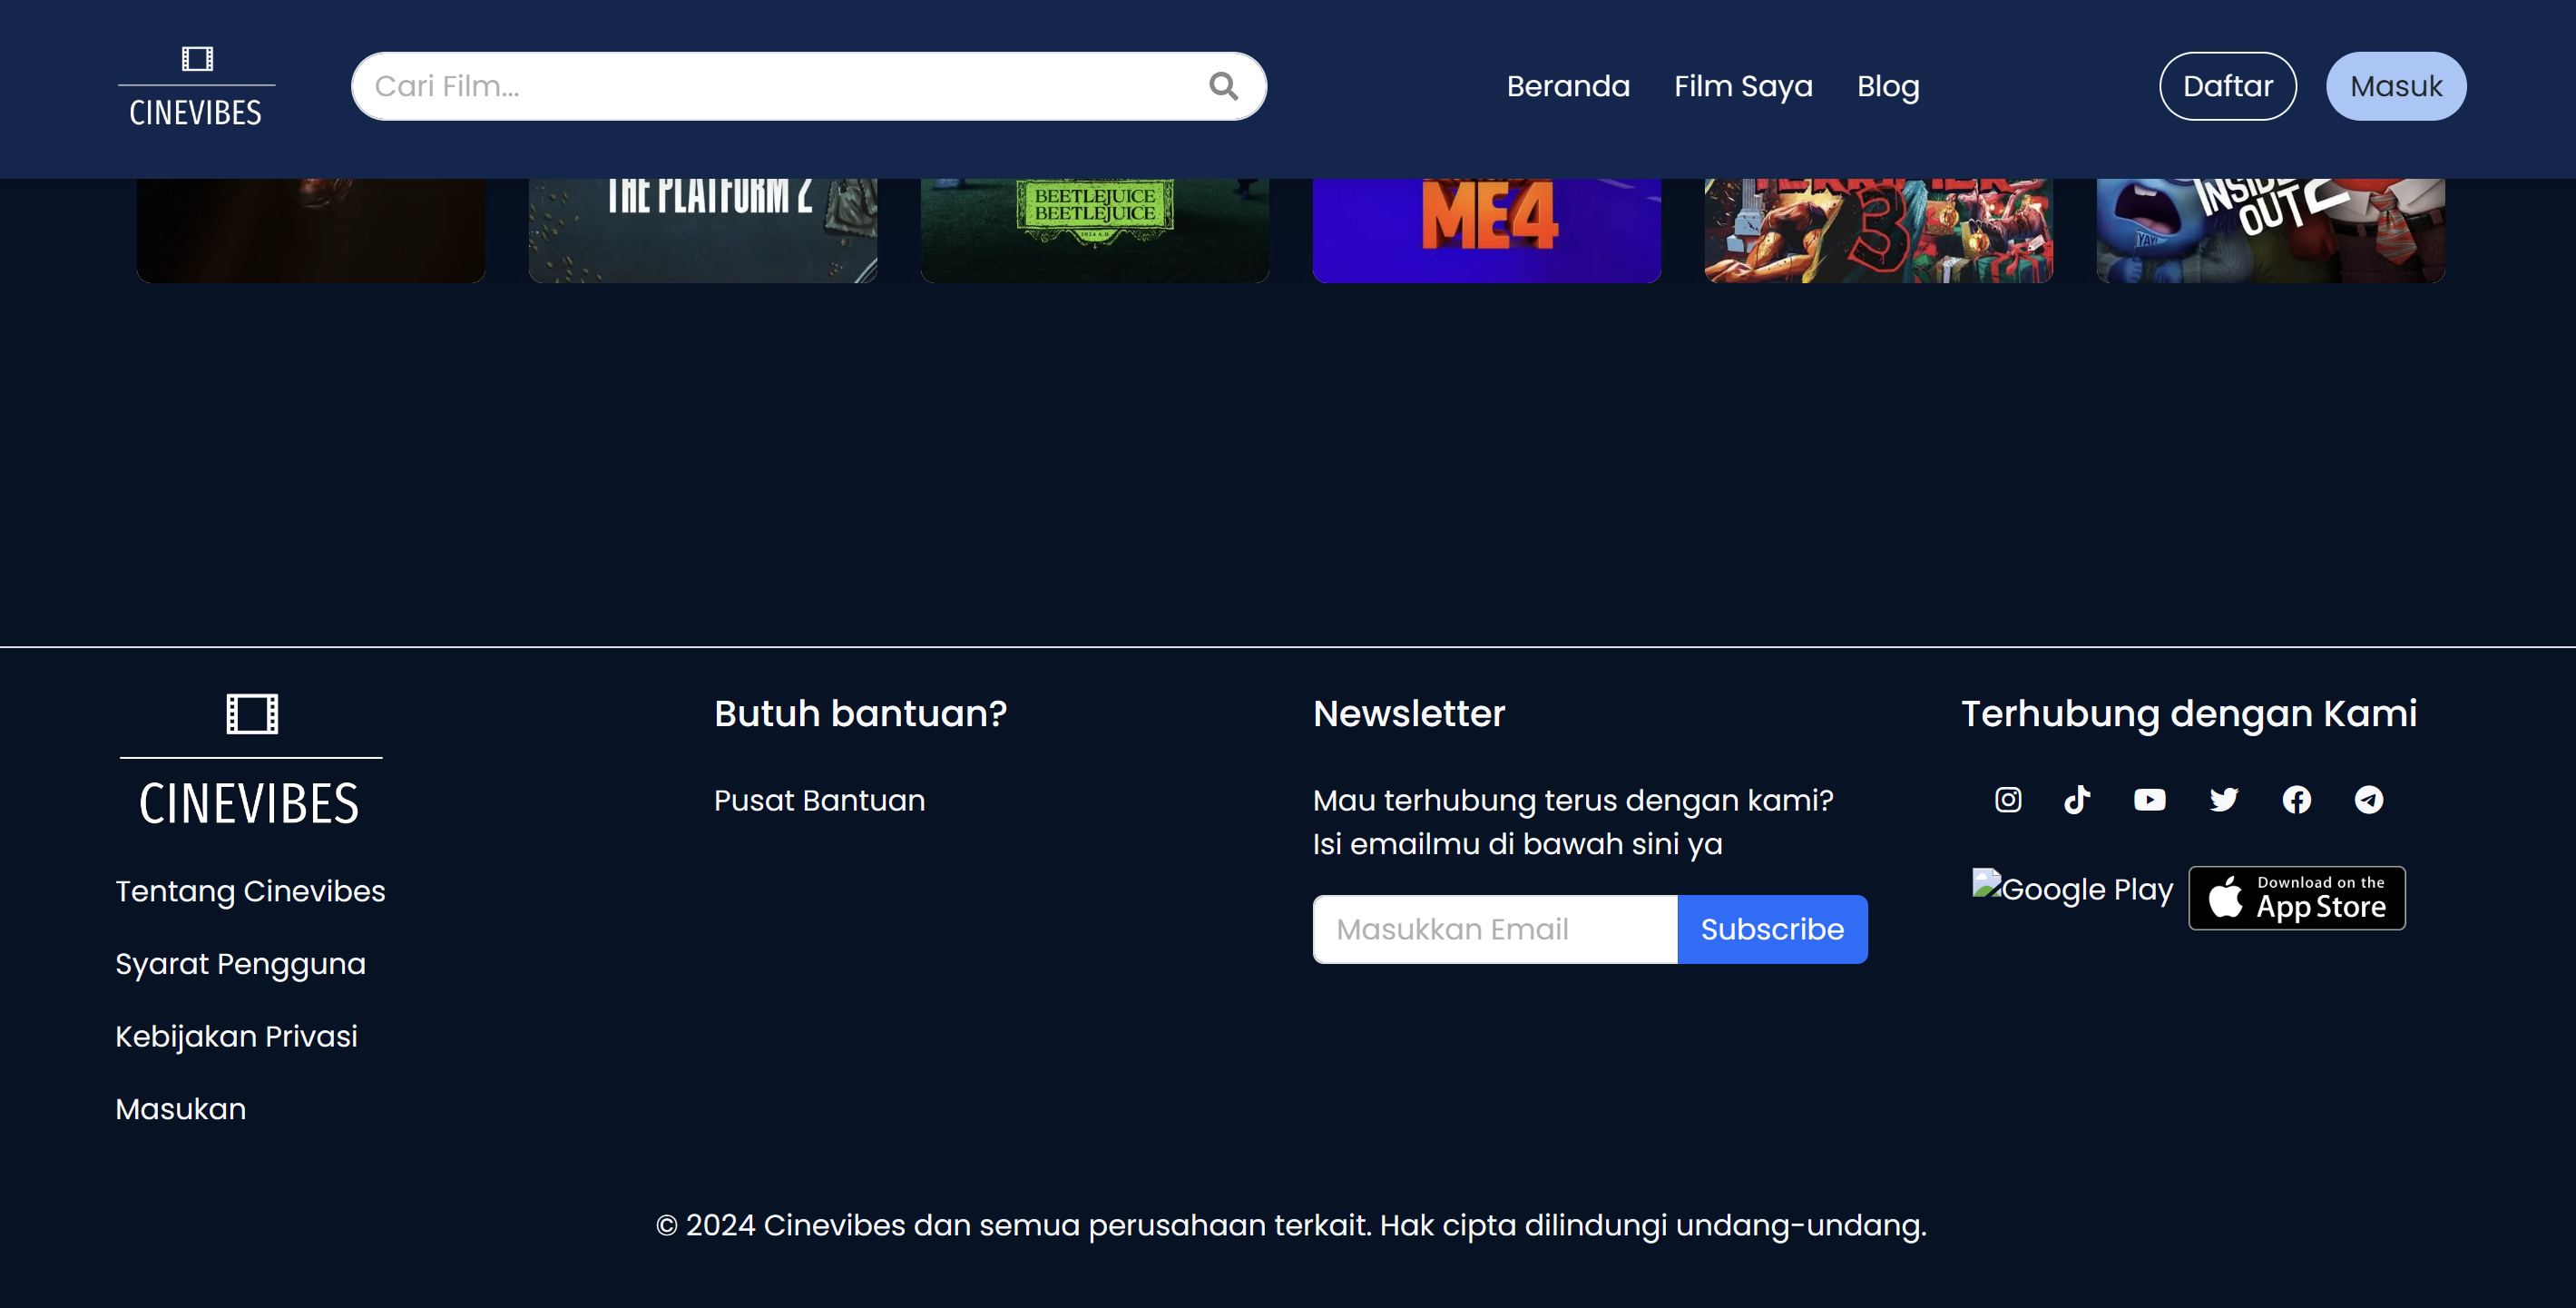 CINEVIBES
Cari Film...
Beranda
Film Saya
Blog
Daftar
Masuk
THE PLATFORM 2
BEETLEJUICE
BEETLEJUICE
2024 A.D.
ME4
3
YAY!
INSIDE
OUT 2
CINEVIBES
Tentang Cinevibes
Syarat Pengguna
Kebijakan Privasi
Masukan
Butuh bantuan?
Pusat Bantuan
Newsletter
Mau terhubung terus dengan kami?
Isi emailmu di bawah sini ya
Masukkan Email
Subscribe
Terhubung dengan Kami
Google Play
Download on the
App Store
© 2024 Cinevibes dan semua perusahaan terkait. Hak cipta dilindungi undang-undang.